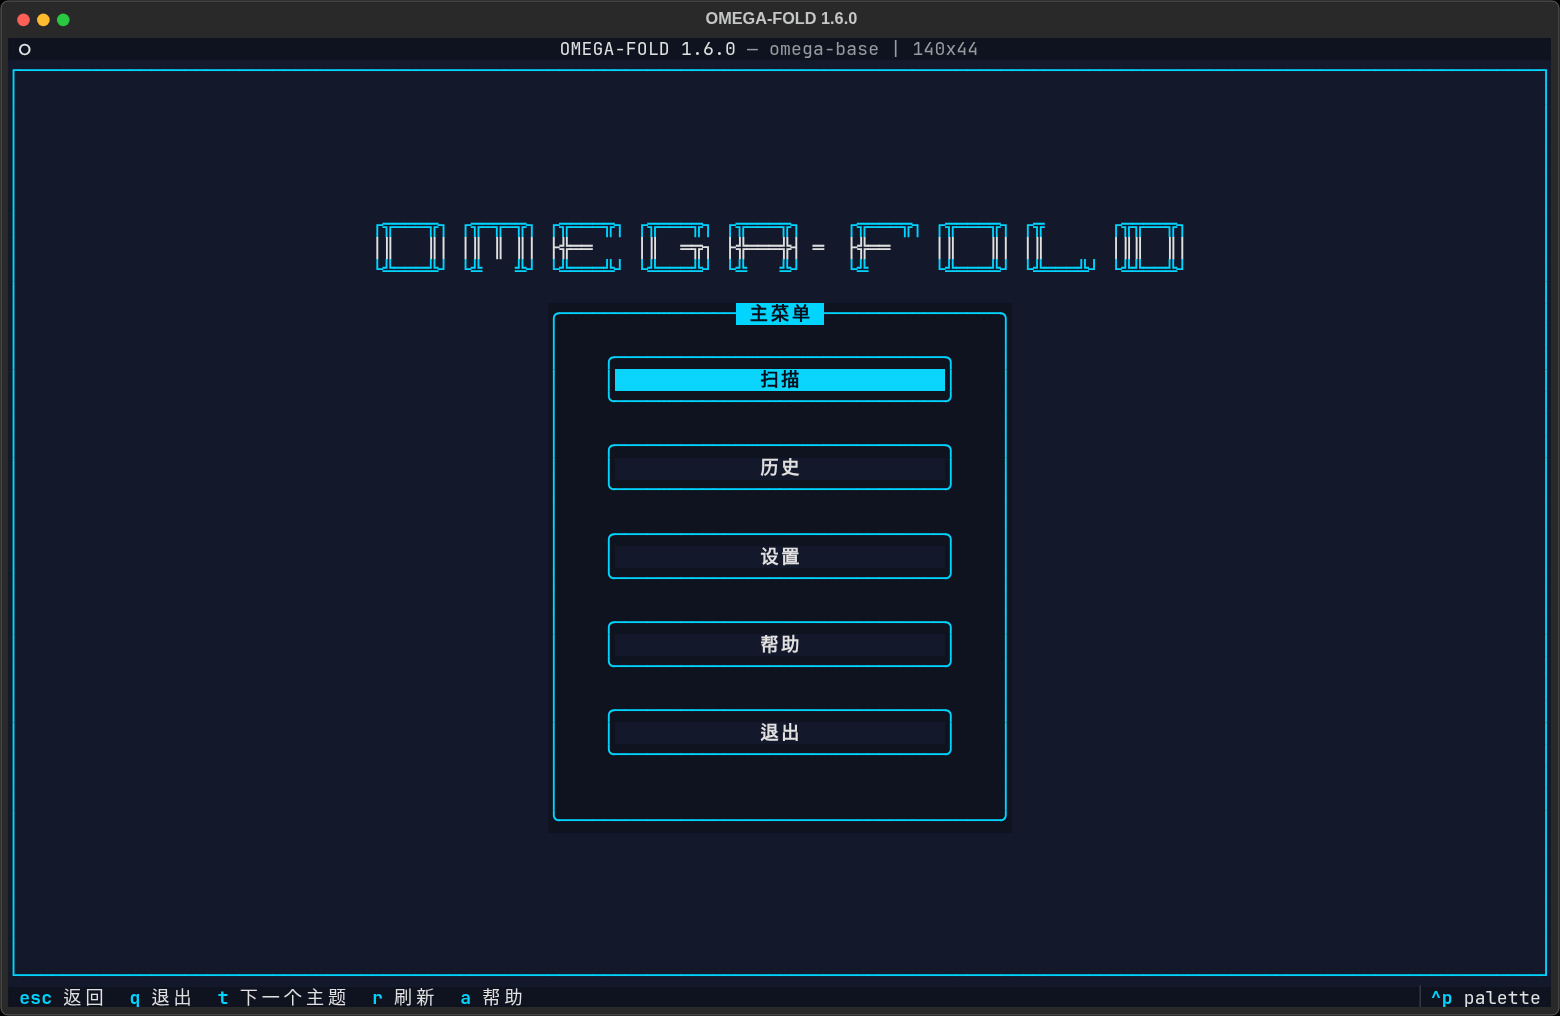 OMEGA-FOLD 1.6.0
OMEGA-FOLD 1.6.0 — omega-base | 140x44
OMEGA-FOLD
主菜单
扫描
历史
设置
帮助
退出
esc 返回 q 退出 t 下一个主题 r 刷新 a 帮助 ^p palette